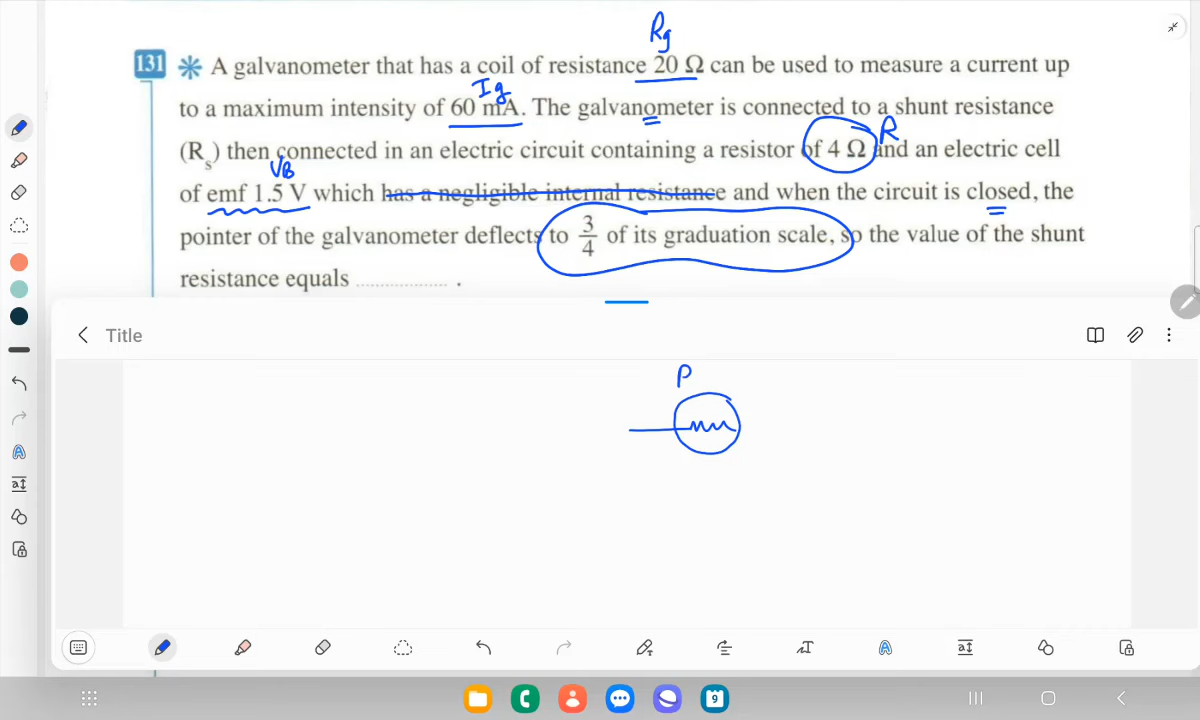 Rg
131 * A galvanometer that has a coil of resistance 20 Ω can be used to measure a current up
Ig
to a maximum intensity of 60 mA. The galvanometer is connected to a shunt resistance
R
(Rs) then connected in an electric circuit containing a resistor of 4 Ω and an electric cell
VB
of emf 1.5 V which has a negligible internal resistance and when the circuit is closed, the
pointer of the galvanometer deflects to 3/4 of its graduation scale, so the value of the shunt
resistance equals .................. .
Title
P
9